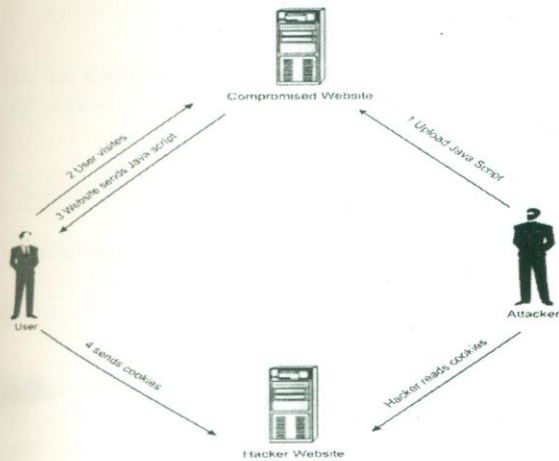 Compromised Website
1 Upload Java Script
2 User visites
3 Website sends Java script
User
Attacker
4 sends cookies
Hacker reads cookies
Hacker Website